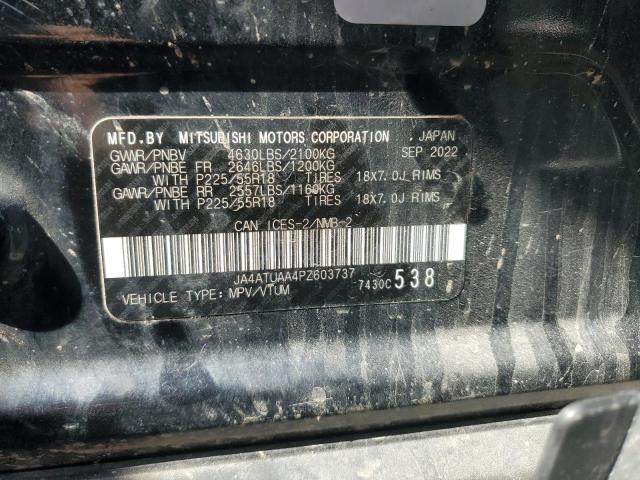 MFD.BY MITSUBISHI MOTORS CORPORATION . JAPAN
GWWR/PNBV 4630LBS/2100KG SEP 2022
GAWR/PNBE FR 2646LBS/1200KG
WITH P225/55R18 TIRES 18X7.0J RIMS
GAWR/PNBE RR 2557LBS/1160KG
WITH P225/55R18 TIRES 18X7.0J RIMS
CAN ICES-2/NMB-2
JA4ATUAA4PZ603737
VEHICLE TYPE:MPV/VTUM 7430C 538